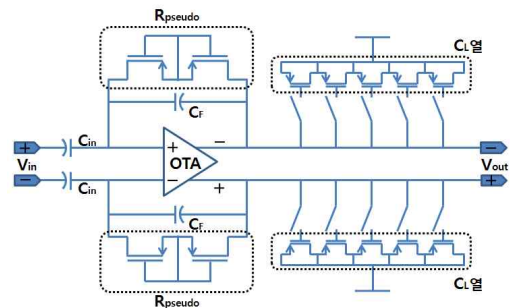 Rpseudo
CL열
CF
Cin
+
+
−
−
Vin
OTA
Vout
−
Cin
−
+
+
CF
Rpseudo
CL열